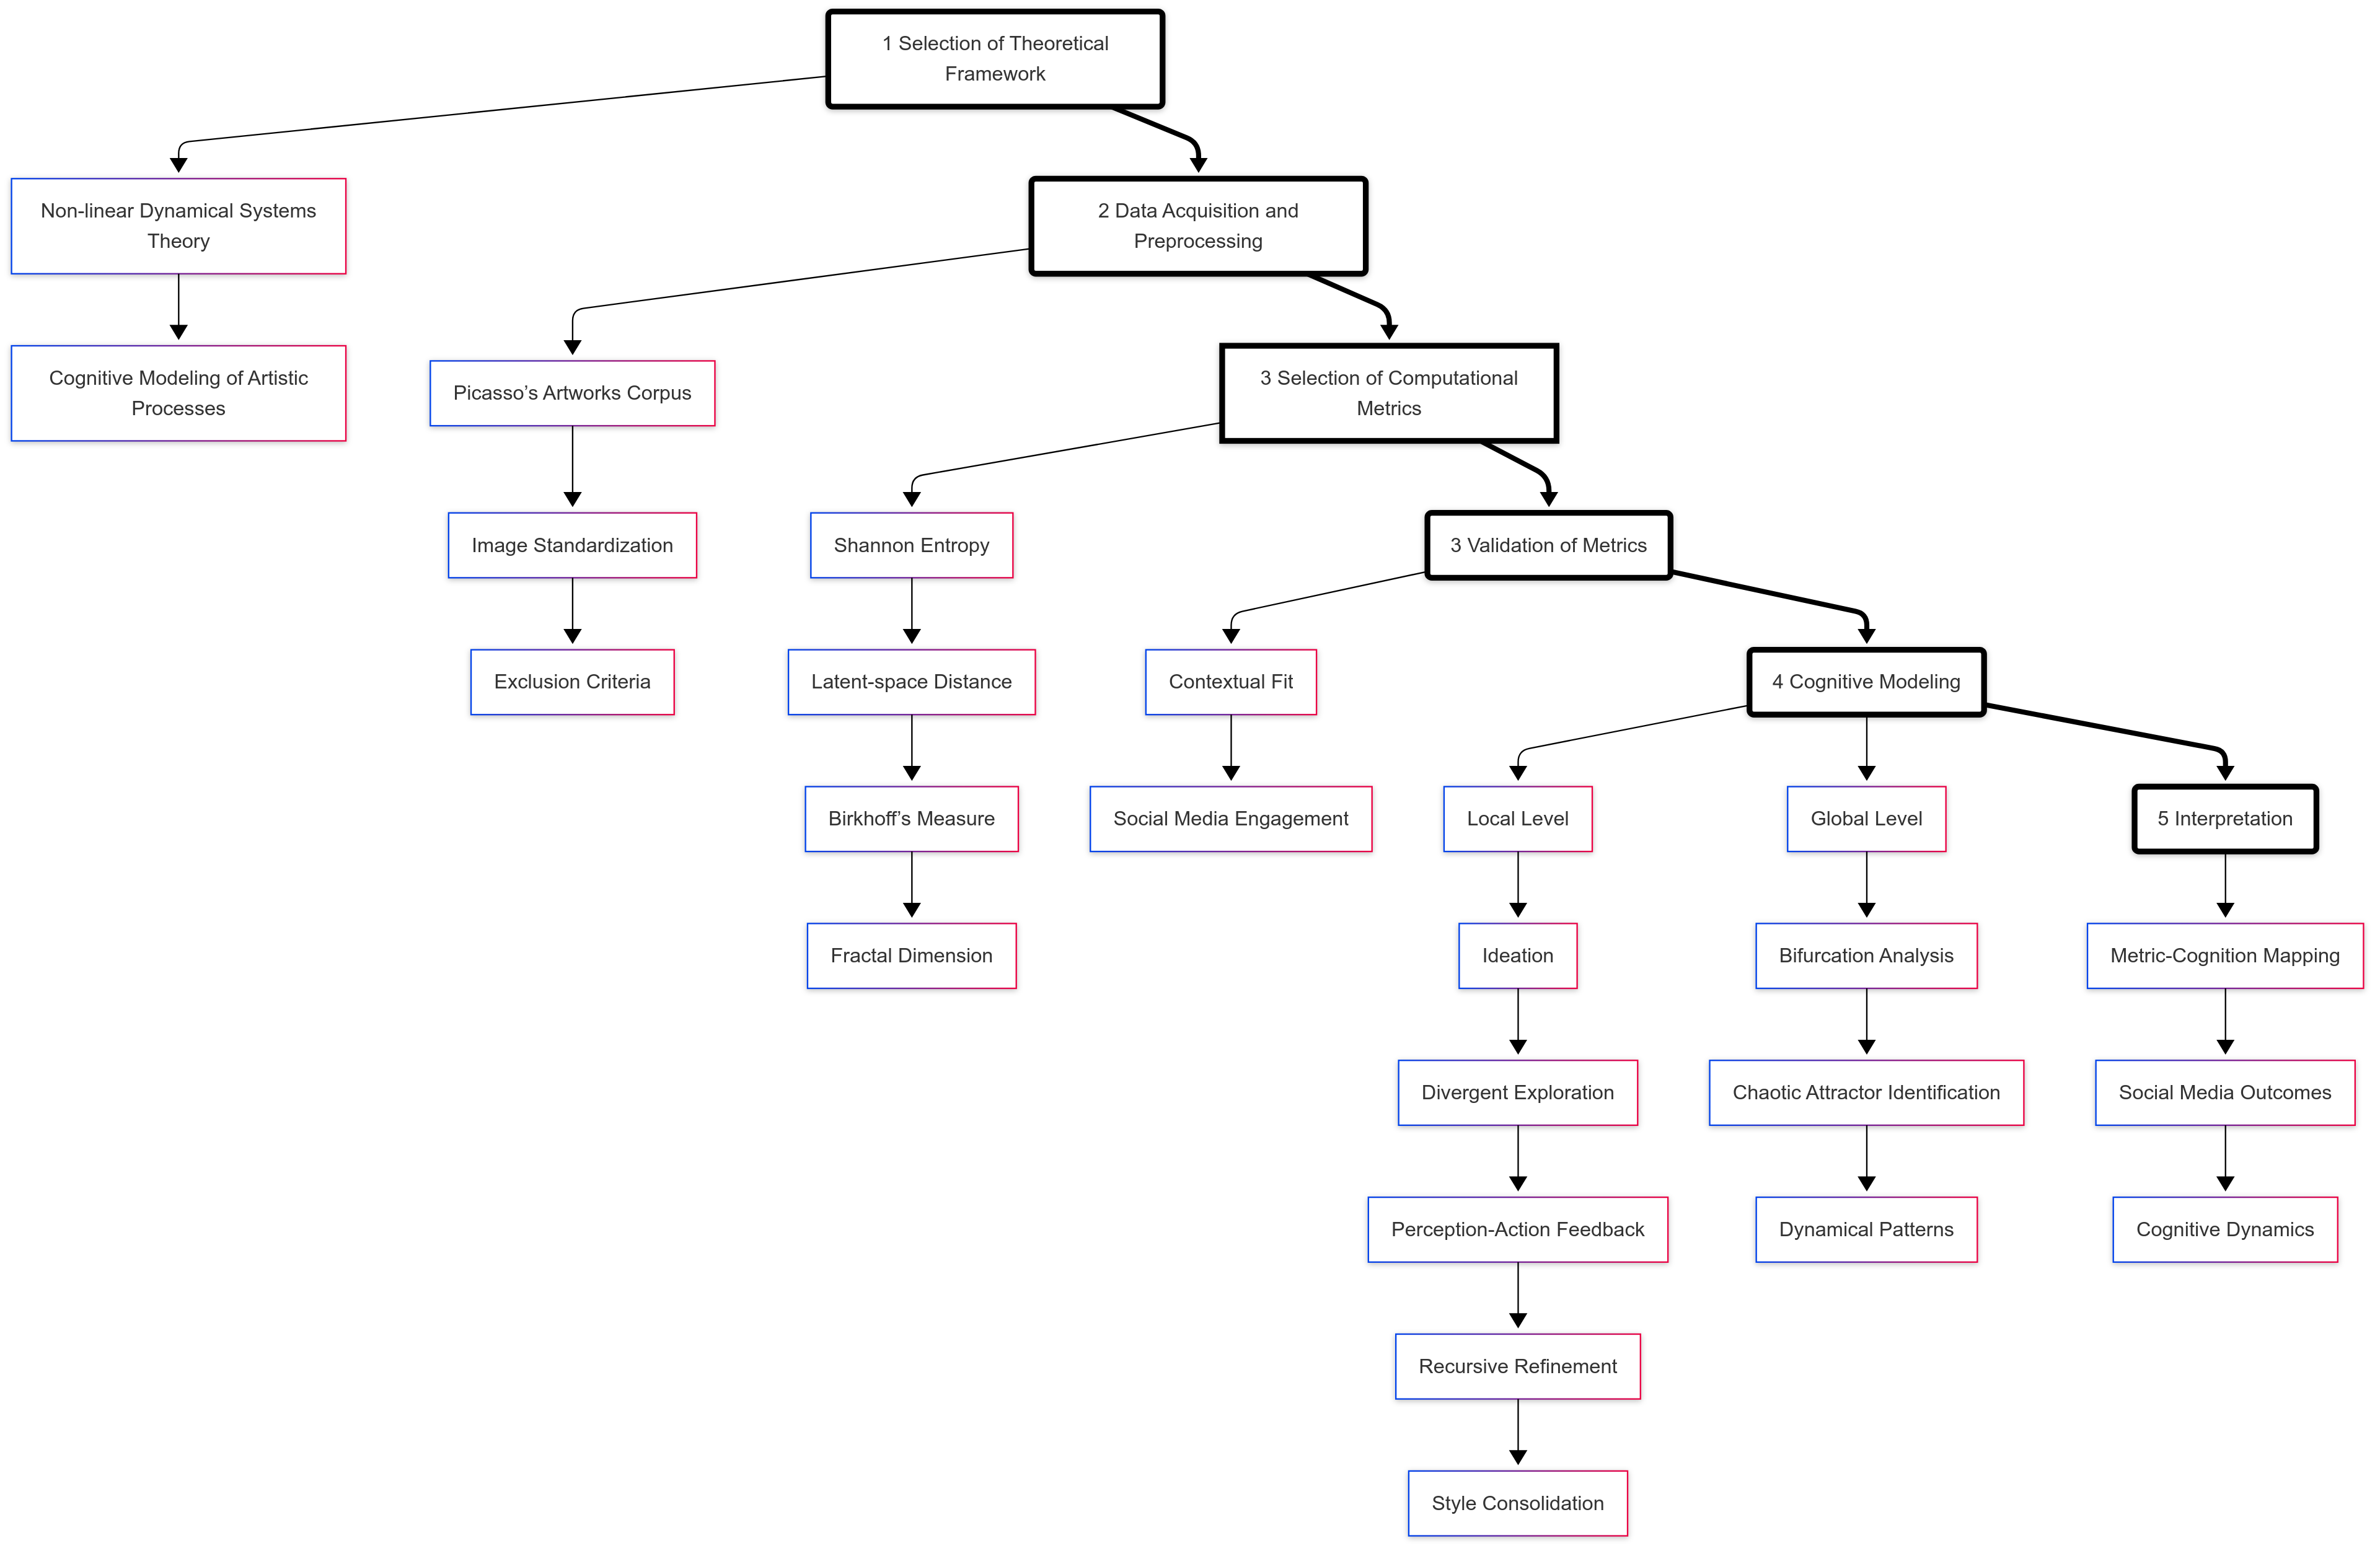 1 Selection of Theoretical
Framework
Non-linear Dynamical Systems
Theory
2 Data Acquisition and
Preprocessing
Cognitive Modeling of Artistic
Processes
Picasso’s Artworks Corpus
3 Selection of Computational
Metrics
Image Standardization
Shannon Entropy
3 Validation of Metrics
Exclusion Criteria
Latent-space Distance
Contextual Fit
4 Cognitive Modeling
Birkhoff’s Measure
Social Media Engagement
Local Level
Global Level
5 Interpretation
Fractal Dimension
Ideation
Bifurcation Analysis
Metric-Cognition Mapping
Divergent Exploration
Chaotic Attractor Identification
Social Media Outcomes
Perception-Action Feedback
Dynamical Patterns
Cognitive Dynamics
Recursive Refinement
Style Consolidation